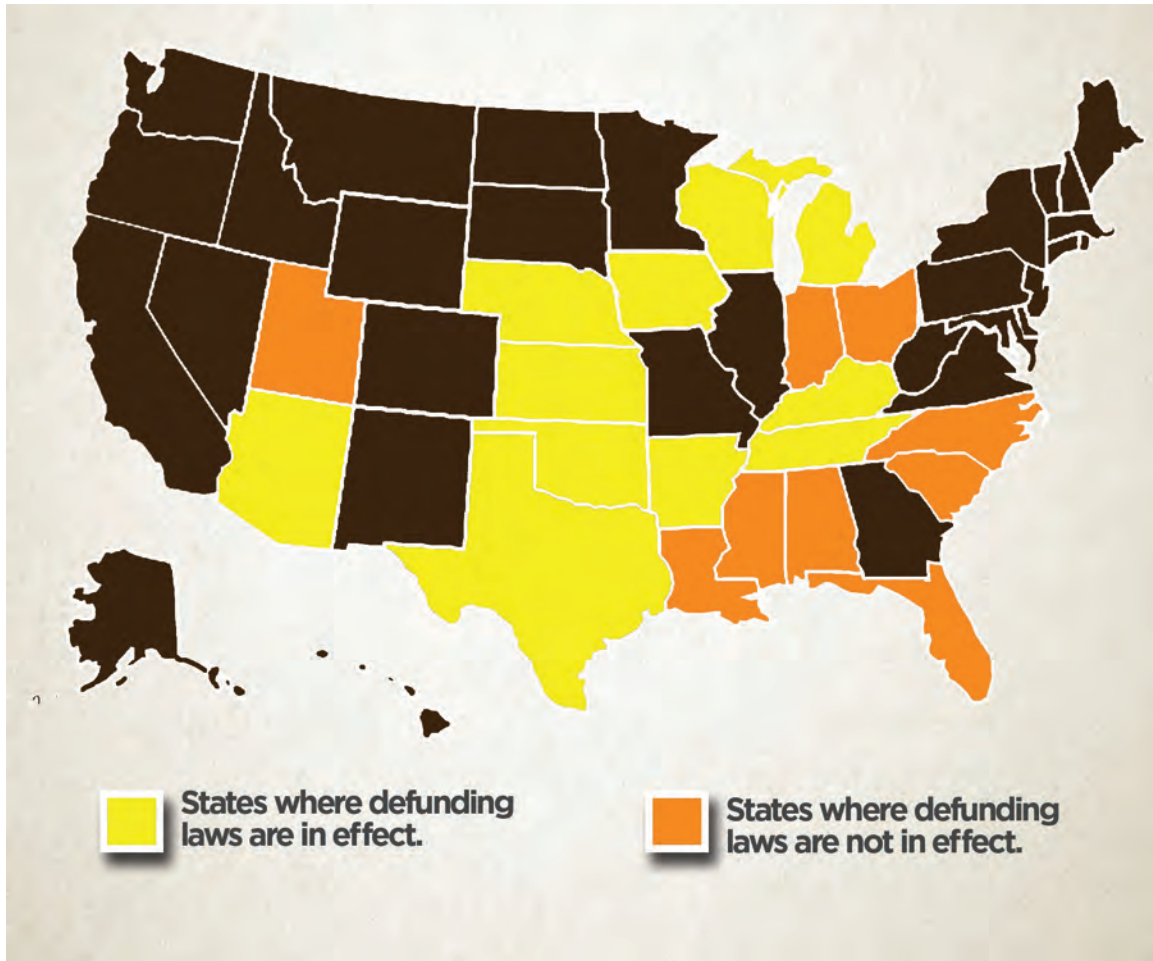 States where defunding
laws are in effect.
States where defunding
laws are not in effect.